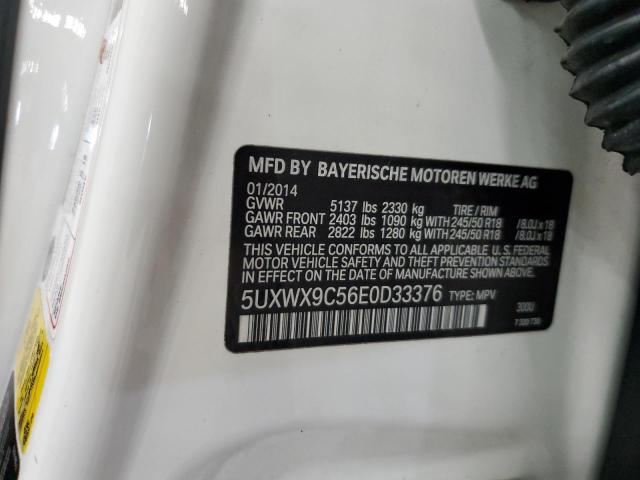 MFD BY BAYERISCHE MOTOREN WERKE AG
01/2014
GVWR 5137 lbs 2330 kg TIRE / RIM
GAWR FRONT 2403 lbs 1090 kg WITH 245/50 R18 / 8.0J x 18
GAWR REAR 2822 lbs 1280 kg WITH 245/50 R18 / 8.0J x 18
THIS VEHICLE CONFORMS TO ALL APPLICABLE U.S. FEDERAL
MOTOR VEHICLE SAFETY AND THEFT PREVENTION STANDARDS
IN EFFECT ON THE DATE OF MANUFACTURE SHOWN ABOVE.
5UXWX9C56E0D33376 TYPE: MPV 300U